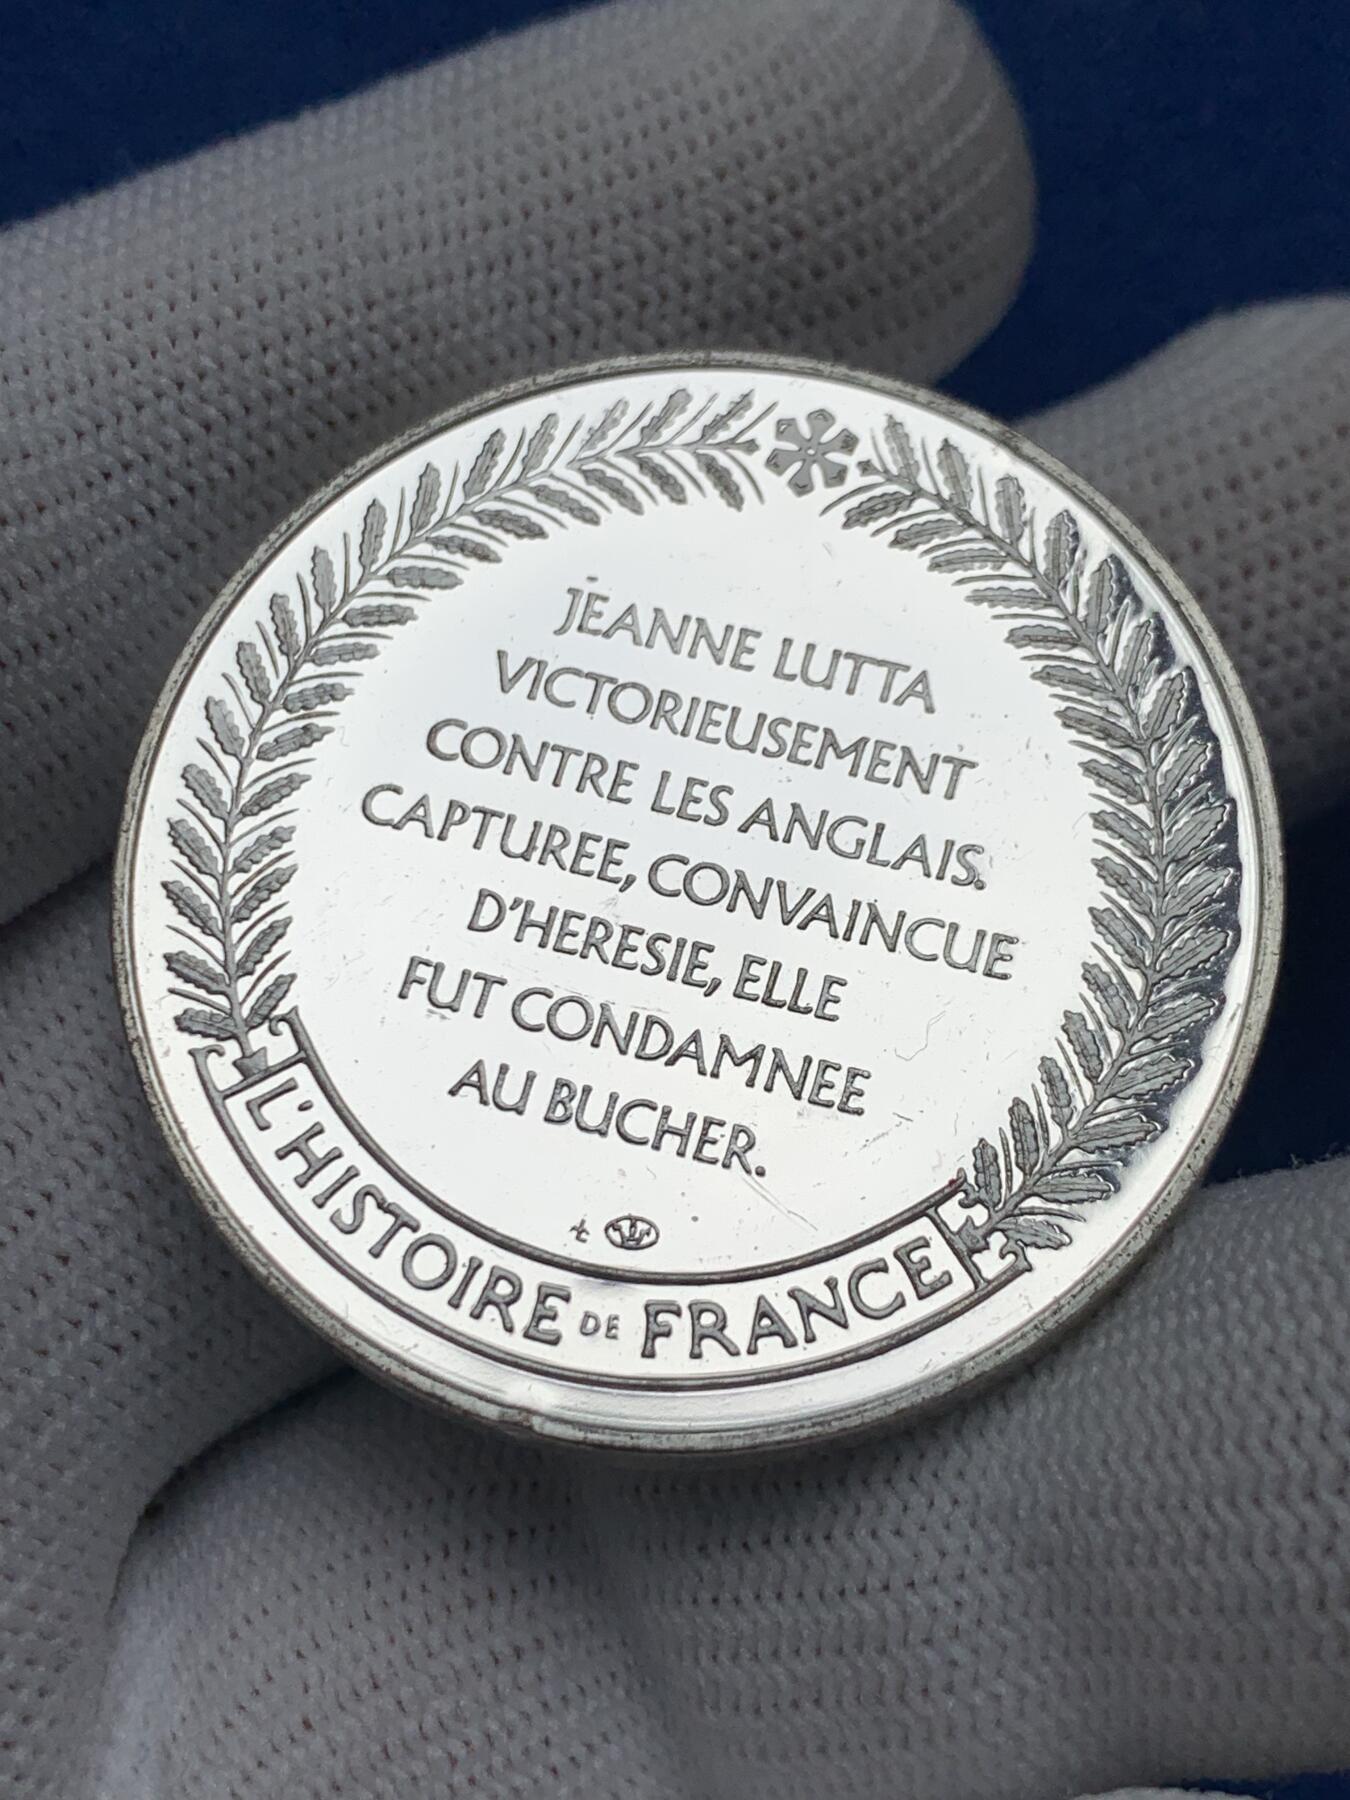 JEANNE LUTTA
VICTORIEUSEMENT
CONTRE LES ANGLAIS.
CAPTUREE, CONVAINCUE
D'HERESIE, ELLE
FUT CONDAMNEE
AU BUCHER.
L'HISTOIRE DE FRANCE